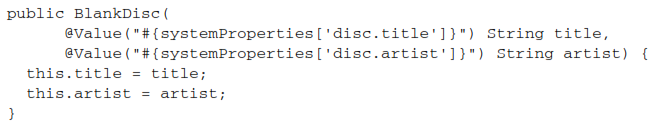 public BlankDisc(
      @Value("#{systemProperties['disc.title']}") String title,
      @Value("#{systemProperties['disc.artist']}") String artist) {
  this.title = title;
  this.artist = artist;
}